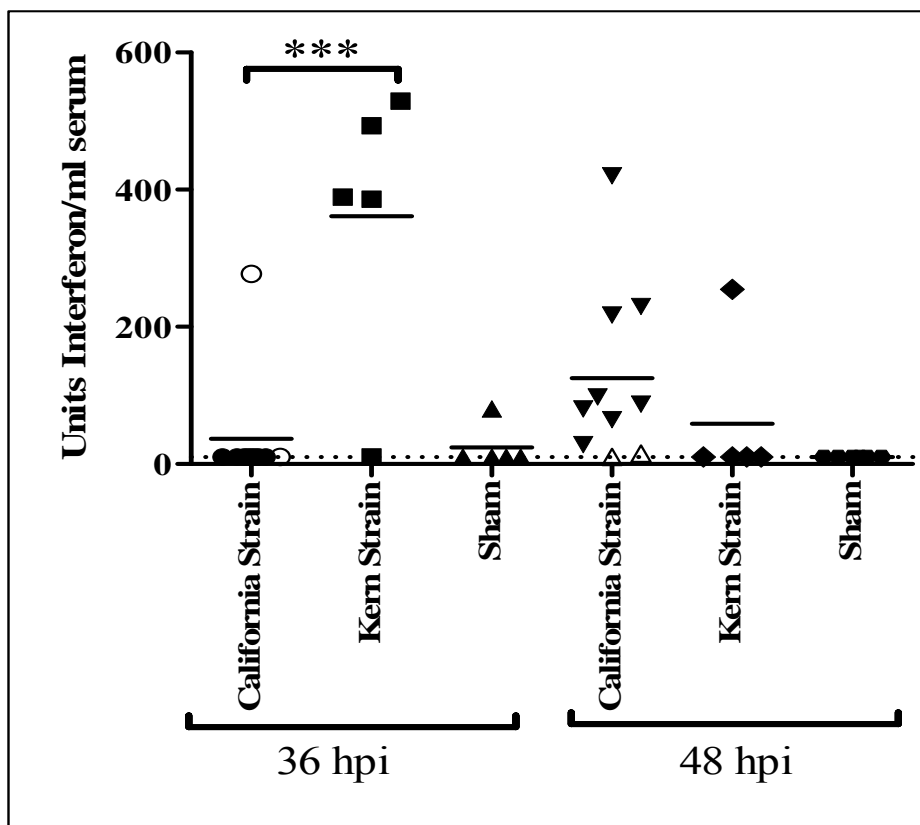 ***
600
400
200
0
Units Interferon/ml serum
California Strain
Kern Strain
Sham
California Strain
Kern Strain
Sham
36 hpi
48 hpi